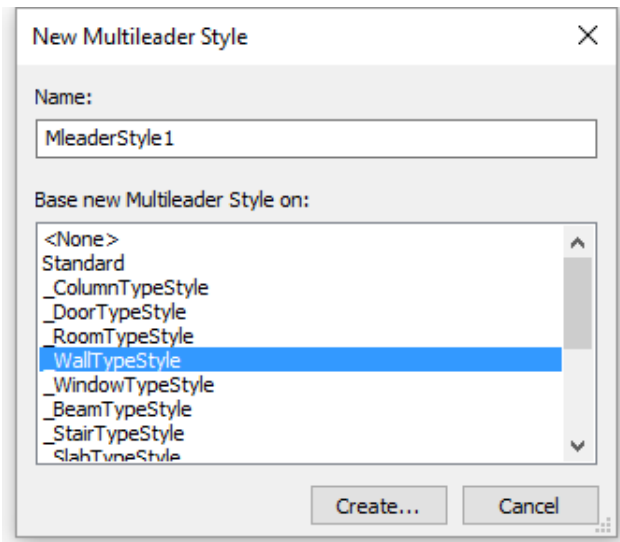 New Multileader Style
Name:
MleaderStyle1
Base new Multileader Style on:
<None>
Standard
_ColumnTypeStyle
_DoorTypeStyle
_RoomTypeStyle
_WallTypeStyle
_WindowTypeStyle
_BeamTypeStyle
_StairTypeStyle
_SlabTypeStyle
Create... Cancel